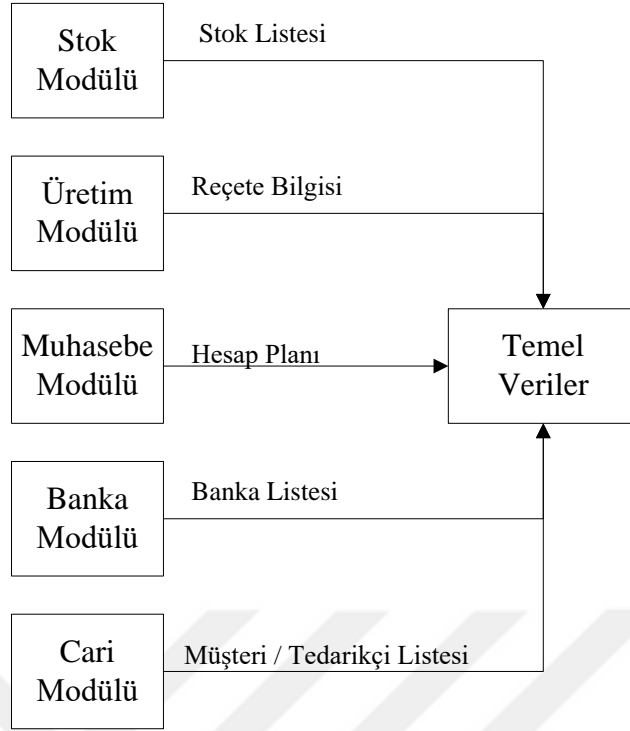 Stok
Modülü
Stok Listesi
Üretim
Modülü
Reçete Bilgisi
Muhasebe
Modülü
Hesap Planı
Temel
Veriler
Banka
Modülü
Banka Listesi
Cari
Modülü
Müşteri / Tedarikçi Listesi